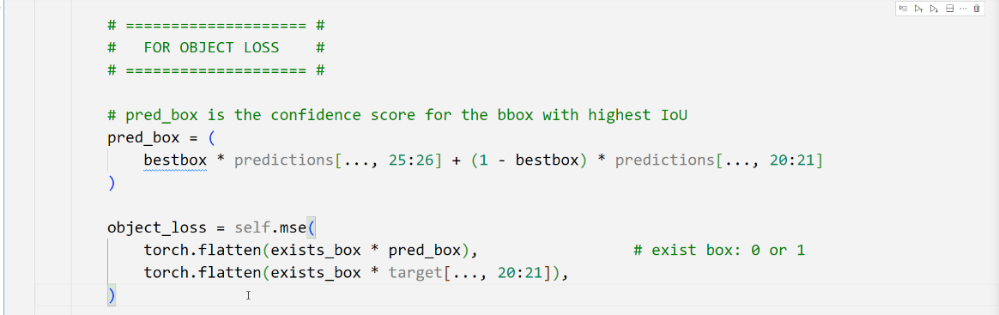 # ==================== #
#   FOR OBJECT LOSS    #
# ==================== #
# pred_box is the confidence score for the bbox with highest IoU
pred_box = (
    bestbox * predictions[..., 25:26] + (1 - bestbox) * predictions[..., 20:21]
)
object_loss = self.mse(
    torch.flatten(exists_box * pred_box),                 # exist box: 0 or 1
    torch.flatten(exists_box * target[..., 20:21]),
)